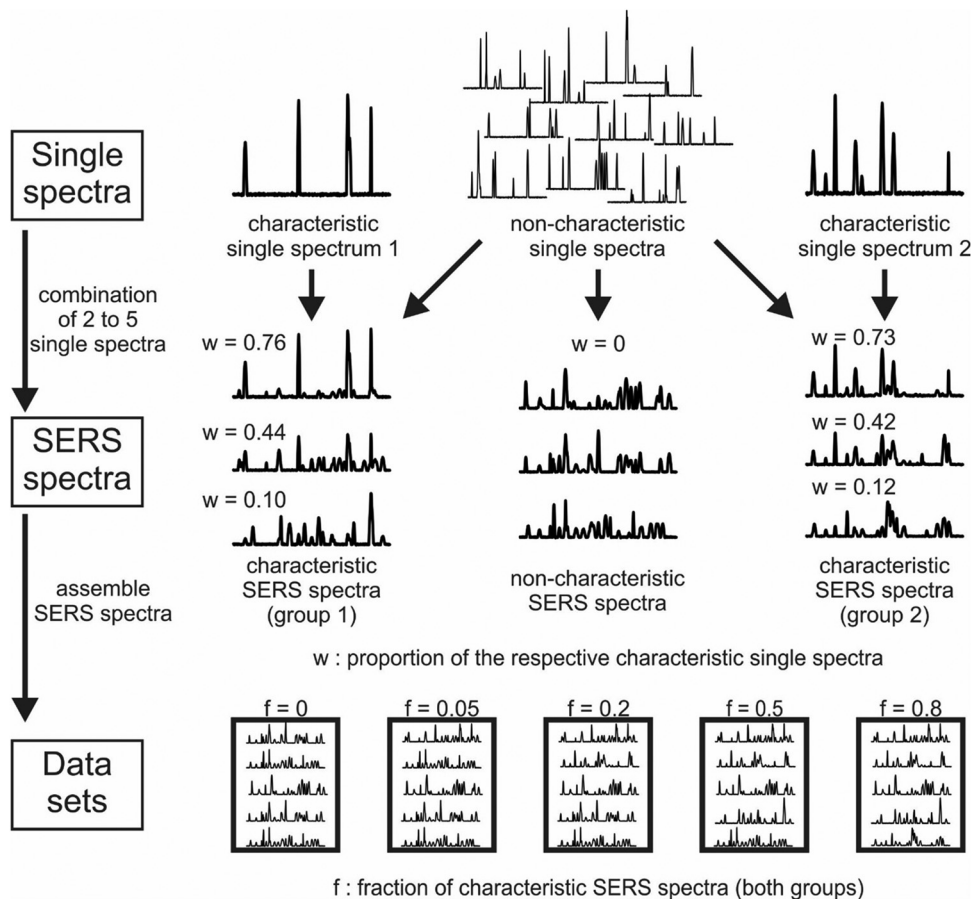 Single
spectra
characteristic
single spectrum 1
non-characteristic
single spectra
characteristic
single spectrum 2
combination
of 2 to 5
single spectra
w = 0.76
w = 0
w = 0.73
SERS
spectra
w = 0.44
w = 0.42
w = 0.10
w = 0.12
characteristic
SERS spectra
(group 1)
non-characteristic
SERS spectra
characteristic
SERS spectra
(group 2)
assemble
SERS spectra
w : proportion of the respective characteristic single spectra
f = 0
f = 0.05
f = 0.2
f = 0.5
f = 0.8
Data
sets
f : fraction of characteristic SERS spectra (both groups)